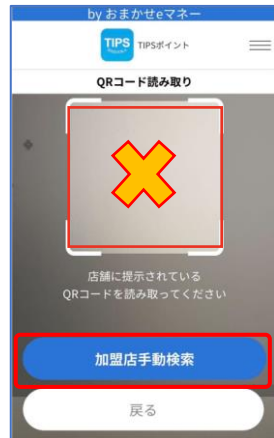 by おまかせeマネー
TIPS TIPSポイント
QRコード読み取り
店舗に提示されている
QRコードを読み取ってください
加盟店手動検索
戻る